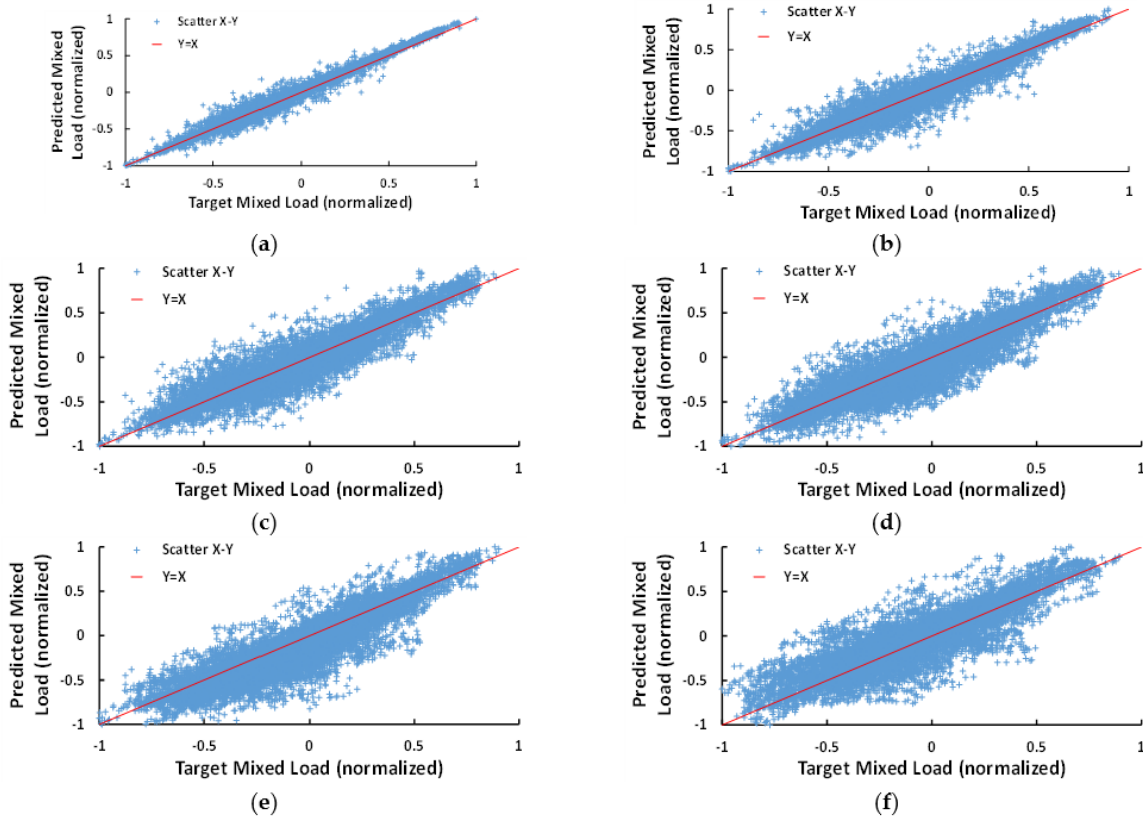 1
Scatter X-Y
Y=X
0.5
0
-0.5
-1
-1 -0.5 0 0.5 1
Predicted Mixed
Load (normalized)
Target Mixed Load (normalized)
(a)
1
Scatter X-Y
Y=X
0.5
0
-0.5
-1
-1 -0.5 0 0.5 1
Predicted Mixed
Load (normalized)
Target Mixed Load (normalized)
(b)
1
Scatter X-Y
Y=X
0.5
0
-0.5
-1
-1 -0.5 0 0.5 1
Predicted Mixed
Load (normalized)
Target Mixed Load (normalized)
(c)
1
Scatter X-Y
Y=X
0.5
0
-0.5
-1
-1 -0.5 0 0.5 1
Predicted Mixed
Load (normalized)
Target Mixed Load (normalized)
(d)
1
Scatter X-Y
Y=X
0.5
0
-0.5
-1
-1 -0.5 0 0.5 1
Predicted Mixed
Load (normalized)
Target Mixed Load (normalized)
(e)
1
Scatter X-Y
Y=X
0.5
0
-0.5
-1
-1 -0.5 0 0.5 1
Predicted Mixed
Load (normalized)
Target Mixed Load (normalized)
(f)